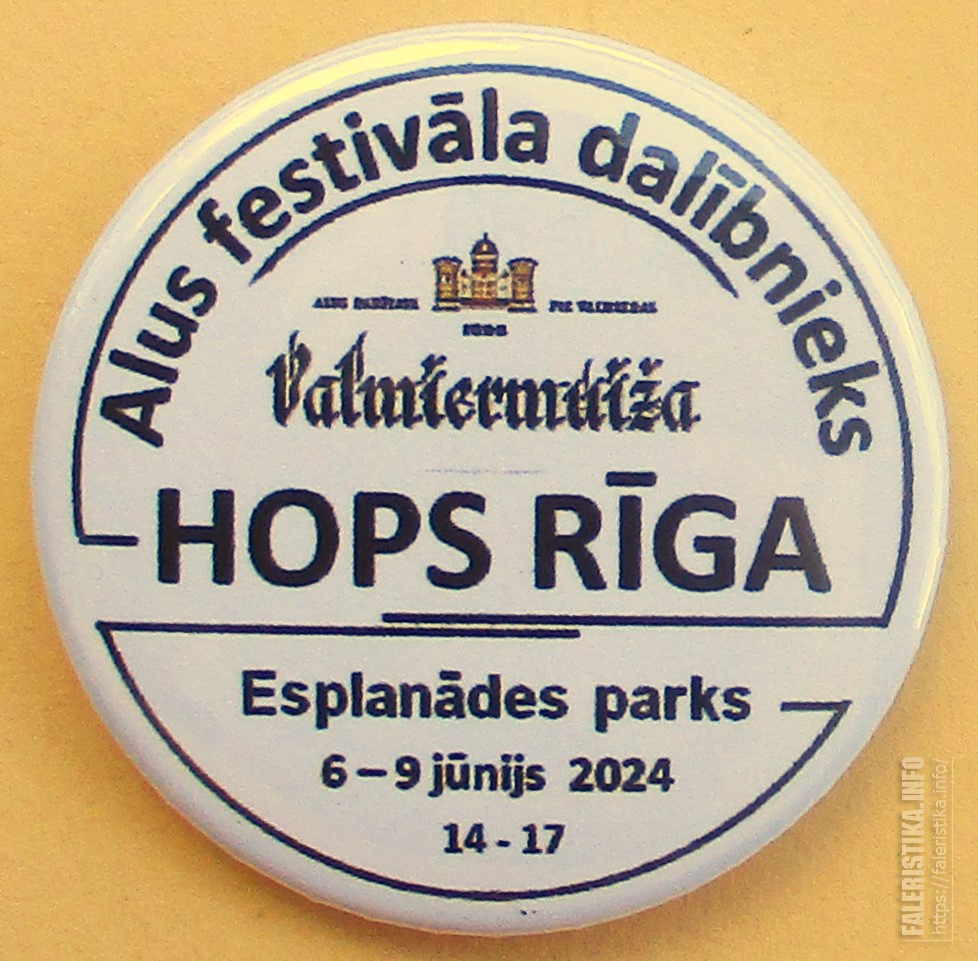 Alus festivāla dalībnieks
Valmiermuiža
HOPS RĪGA
Esplanādes parks
6 – 9 jūnijs 2024
14 - 17
FALERISTIKA.INFO
https://faleristika.info/